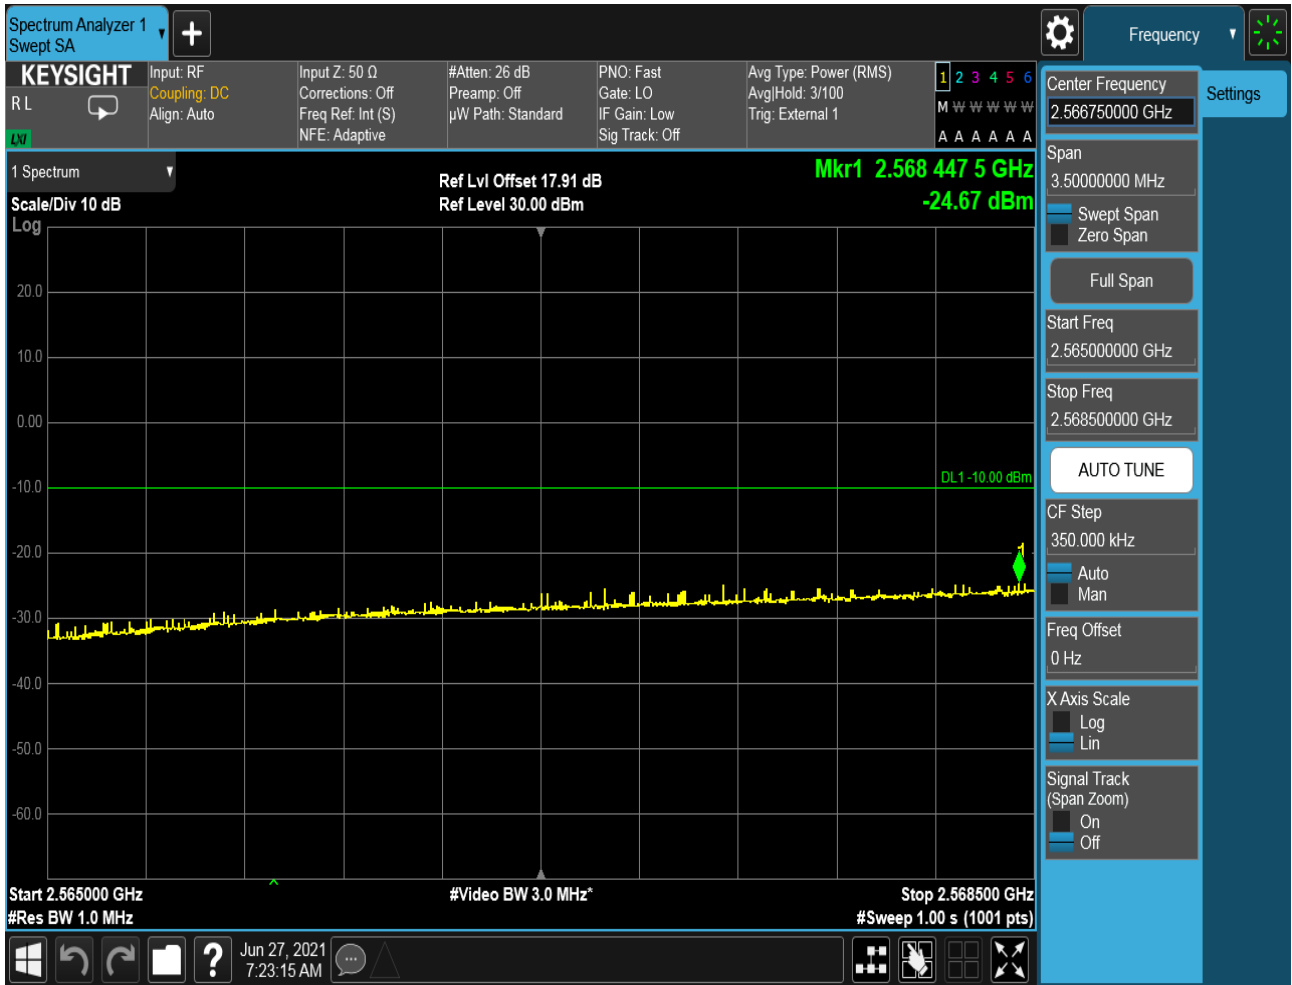 Spectrum Analyzer 1
Swept SA
Frequency
KEYSIGHT
R L
LXI
Input: RF
Coupling: DC
Align: Auto
Input Z: 50 Ω
Corrections: Off
Freq Ref: Int (S)
NFE: Adaptive
#Atten: 26 dB
Preamp: Off
µW Path: Standard
PNO: Fast
Gate: LO
IF Gain: Low
Sig Track: Off
Avg Type: Power (RMS)
Avg|Hold: 3/100
Trig: External 1
1 2 3 4 5 6
M W W W W W
A A A A A A
1 Spectrum
Scale/Div 10 dB
Log
Ref Lvl Offset 17.91 dB
Ref Level 30.00 dBm
Mkr1 2.568 447 5 GHz
-24.67 dBm
20.0
10.0
0.00
-10.0
-20.0
-30.0
-40.0
-50.0
-60.0
DL1 -10.00 dBm
1
Start 2.565000 GHz
#Res BW 1.0 MHz
#Video BW 3.0 MHz*
Stop 2.568500 GHz
#Sweep 1.00 s (1001 pts)
Center Frequency
2.566750000 GHz
Span
3.50000000 MHz
Swept Span
Zero Span
Full Span
Start Freq
2.565000000 GHz
Stop Freq
2.568500000 GHz
AUTO TUNE
CF Step
350.000 kHz
Auto
Man
Freq Offset
0 Hz
X Axis Scale
Log
Lin
Signal Track
(Span Zoom)
On
Off
Settings
?
Jun 27, 2021
7:23:15 AM